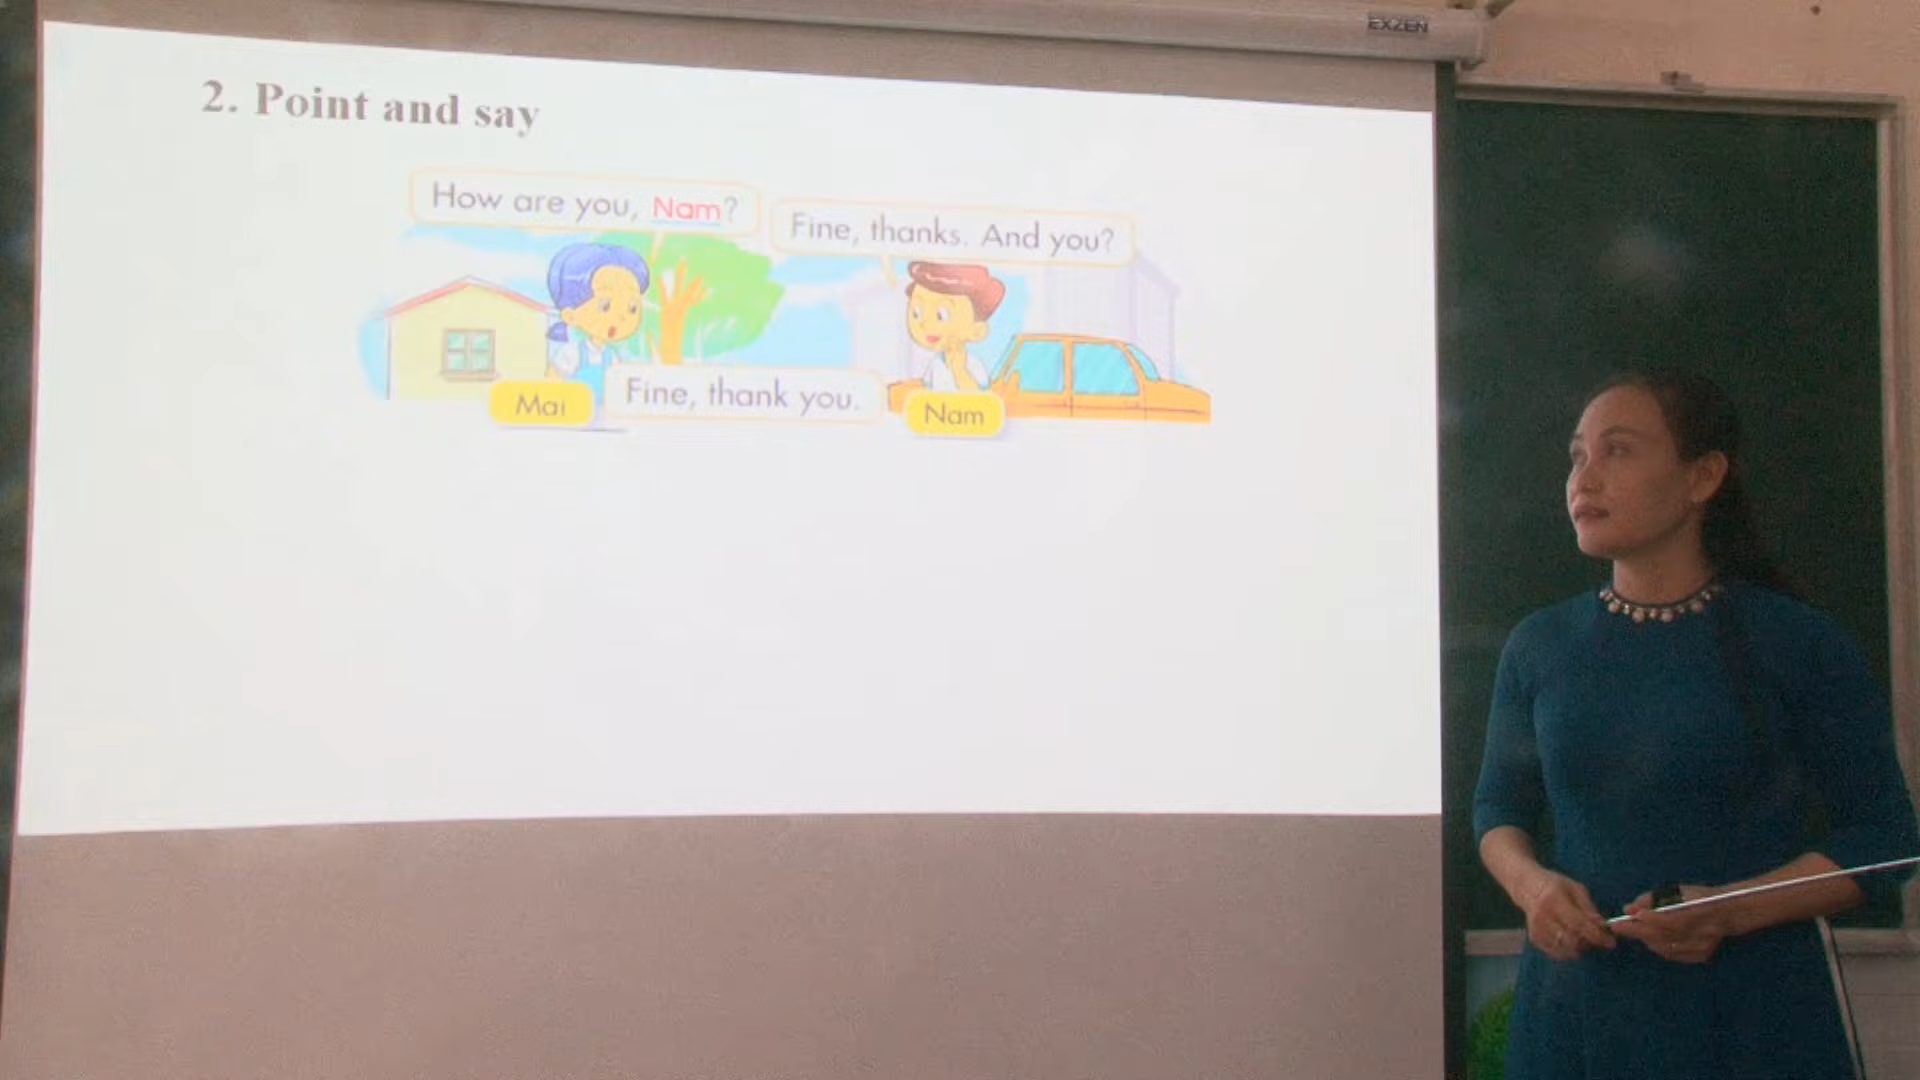 EXZEN
2. Point and say
How are you, Nam?
Fine, thanks. And you?
Fine, thank you.
Mai
Nam